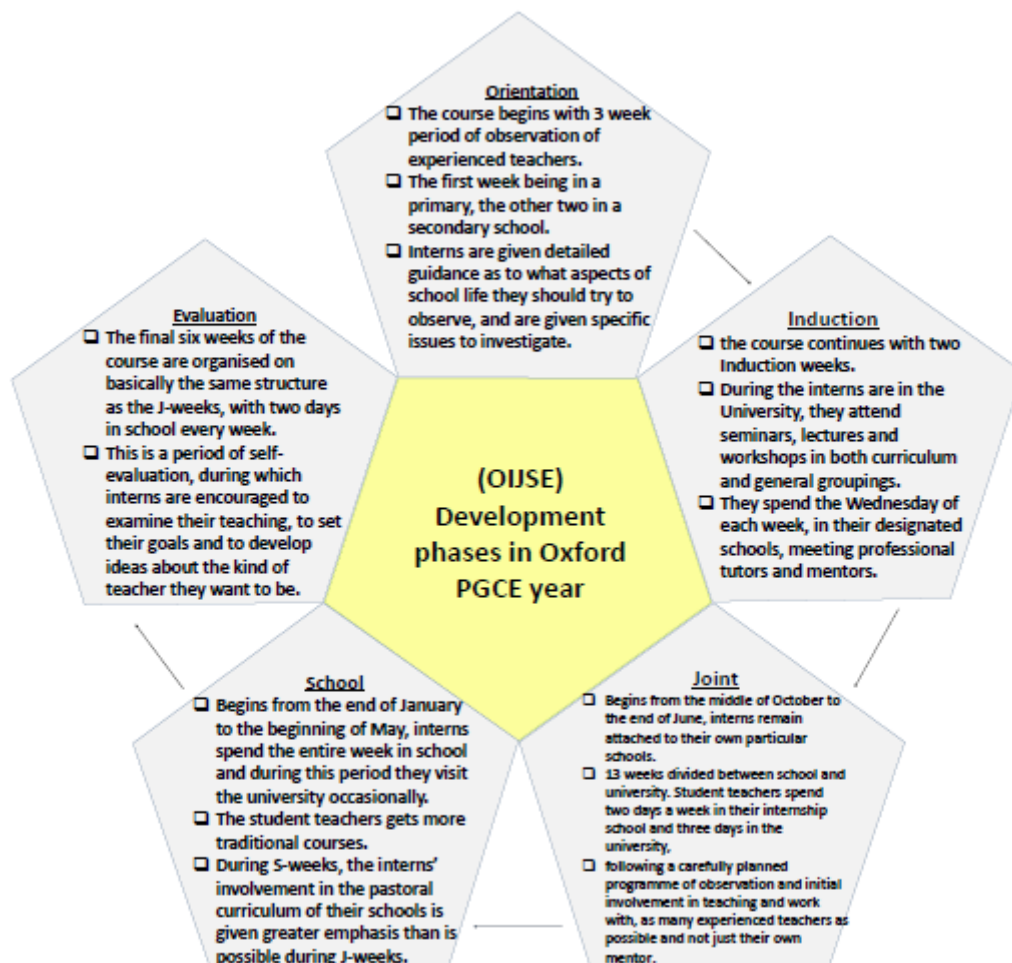 Orientation
❑ The course begins with 3 week
period of observation of
experienced teachers.
❑ The first week being in a
primary, the other two in a
secondary school.
❑ Interns are given detailed
guidance as to what aspects of
school life they should try to
observe, and are given specific
issues to investigate.
Induction
❑ the course continues with two
Induction weeks.
❑ During the interns are in the
University, they attend
seminars, lectures and
workshops in both curriculum
and general groupings.
❑ They spend the Wednesday of
each week, in their designated
schools, meeting professional
tutors and mentors.
Joint
❑ Begins from the middle of October to
the end of June, interns remain
attached to their own particular
schools.
❑ 13 weeks divided between school and
university. Student teachers spend
two days a week in their internship
school and three days in the
university,
❑ following a carefully planned
programme of observation and initial
involvement in teaching and work
with, as many experienced teachers as
possible and not just their own
mentor.
School
❑ Begins from the end of January
to the beginning of May, interns
spend the entire week in school
and during this period they visit
the university occasionally.
❑ The student teachers gets more
traditional courses.
❑ During S-weeks, the interns’
involvement in the pastoral
curriculum of their schools is
given greater emphasis than is
possible during J-weeks.
Evaluation
❑ The final six weeks of the
course are organised on
basically the same structure
as the J-weeks, with two days
in school every week.
❑ This is a period of self-
evaluation, during which
interns are encouraged to
examine their teaching, to set
their goals and to develop
ideas about the kind of
teacher they want to be.
(OIJSE)
Development
phases in Oxford
PGCE year